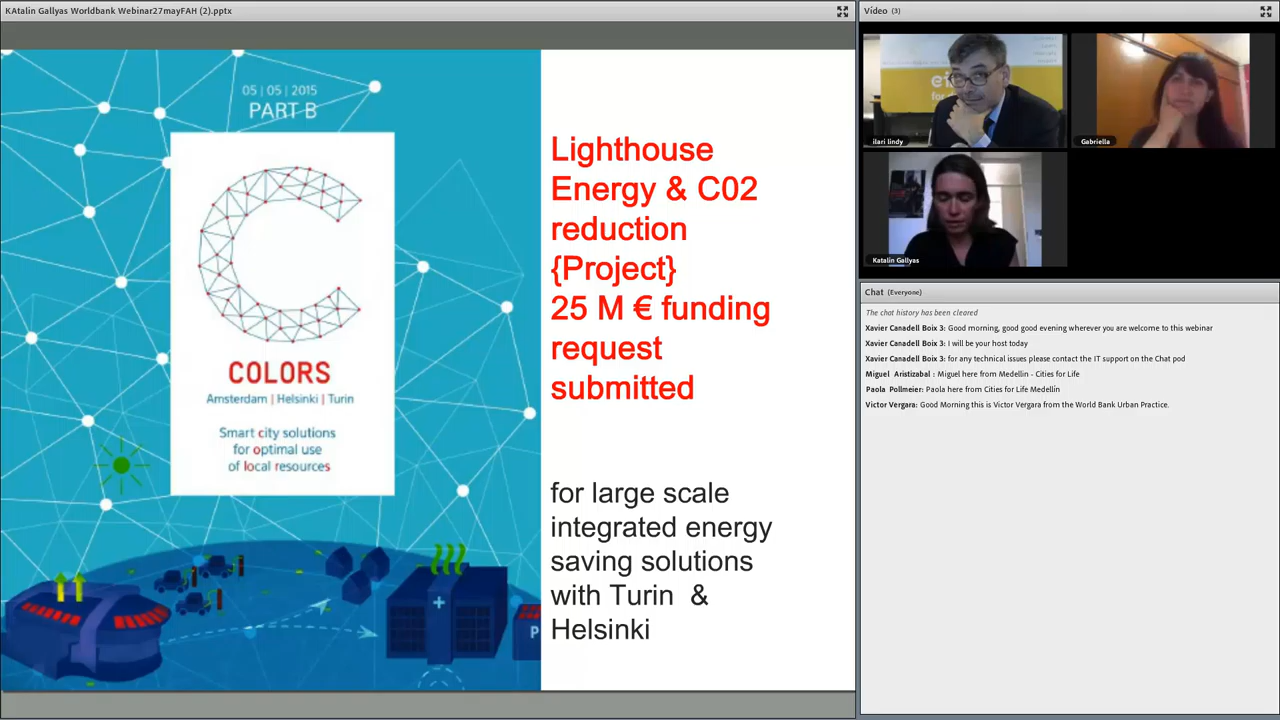 KAtalin Gallyas Worldbank Webinar27mayFAH (2).pptx
05 | 05 | 2015
PART B
COLORS
Amsterdam | Helsinki | Turin
Smart city solutions
for optimal use
of local resources
Lighthouse
Energy & C02
reduction
{Project}
25 M € funding
request
submitted
for large scale
integrated energy
saving solutions
with Turin &
Helsinki
Vídeo (3)
ilari lindy
Gabriella
Katalin Gallyas
Chat (Everyone)
The chat history has been cleared
Xavier Canadell Boix 3: Good morning, good good evening wherever you are welcome to this webinar
Xavier Canadell Boix 3: I will be your host today
Xavier Canadell Boix 3: for any technical issues please contact the IT support on the Chat pod
Miguel Aristizabal : Miguel here from Medellin - Cities for Life
Paola Pollmeier: Paola here from Cities for Life Medellín
Victor Vergara: Good Morning this is Victor Vergara from the World Bank Urban Practice.